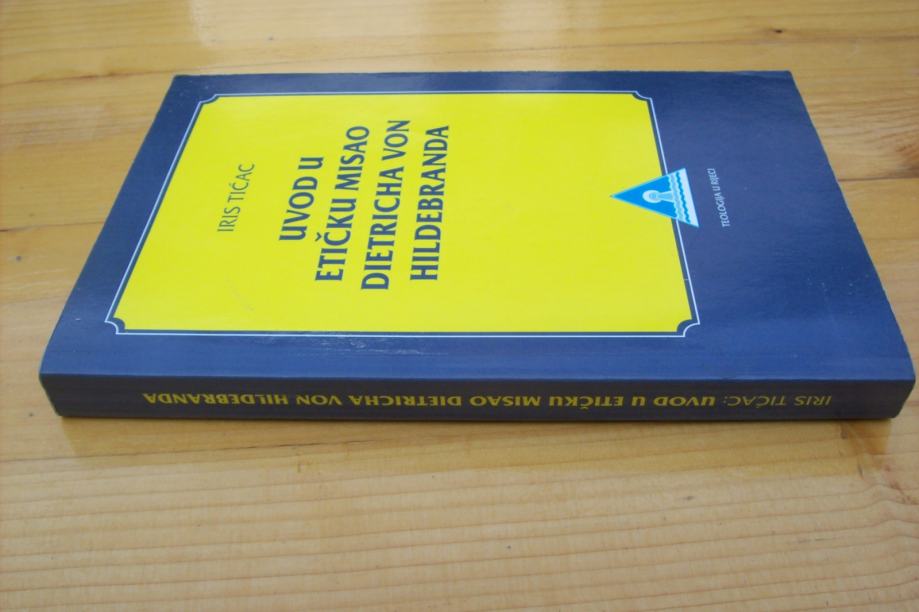 IRIS TIĆAC
UVOD U
ETIČKU MISAO
DIETRICHA VON
HILDEBRANDA
TEOLOGIJA U RIJECI
IRIS TIĆAC: UVOD U ETIČKU MISAO DIETRICHA VON HILDEBRANDA